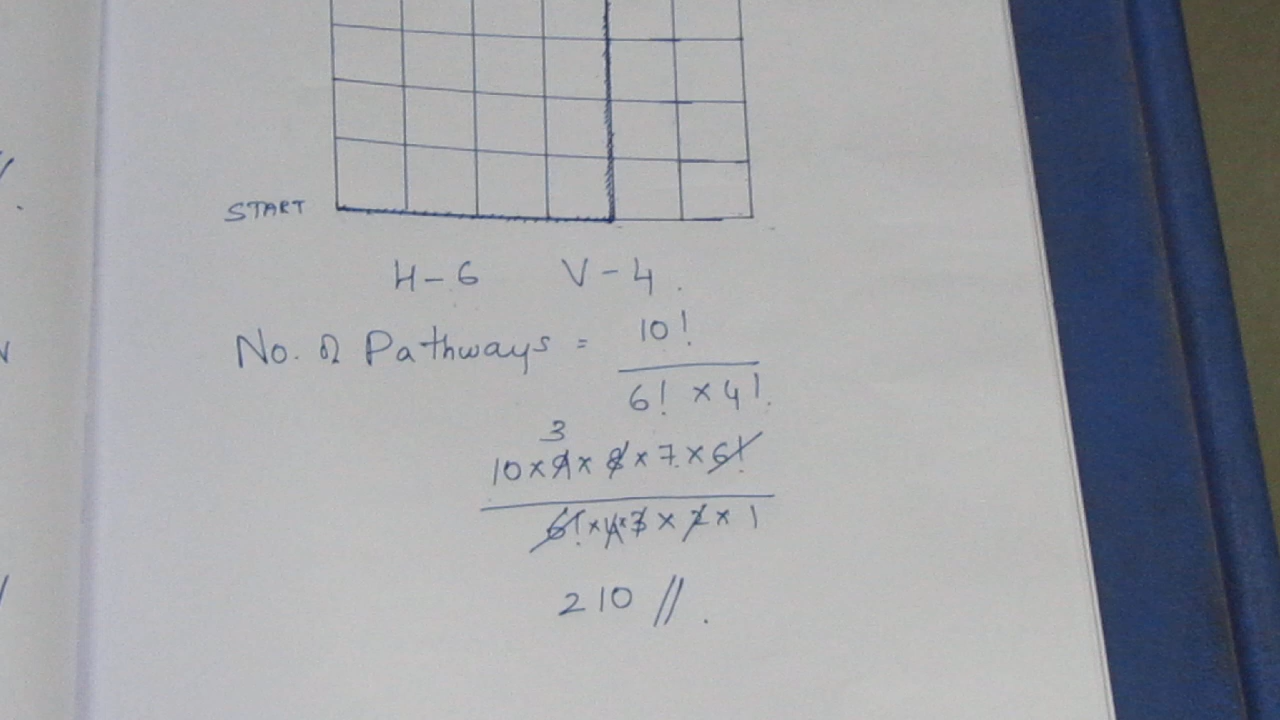 START
H - 6 V - 4 .
No. of Pathways = 10! / 6! × 4!.
3
10 × 9 × 8 × 7 × 6!
6! × 4 × 3 × 2 × 1
210 // .